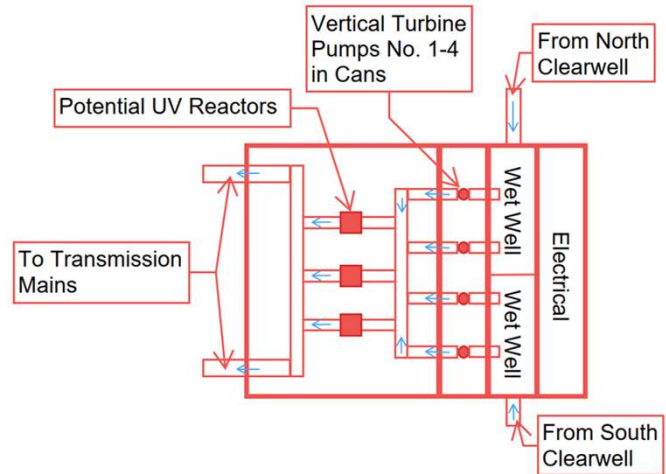 Vertical Turbine
Pumps No. 1-4
in Cans
From North
Clearwell
Potential UV Reactors
To Transmission
Mains
Wet Well
Wet Well
Electrical
From South
Clearwell